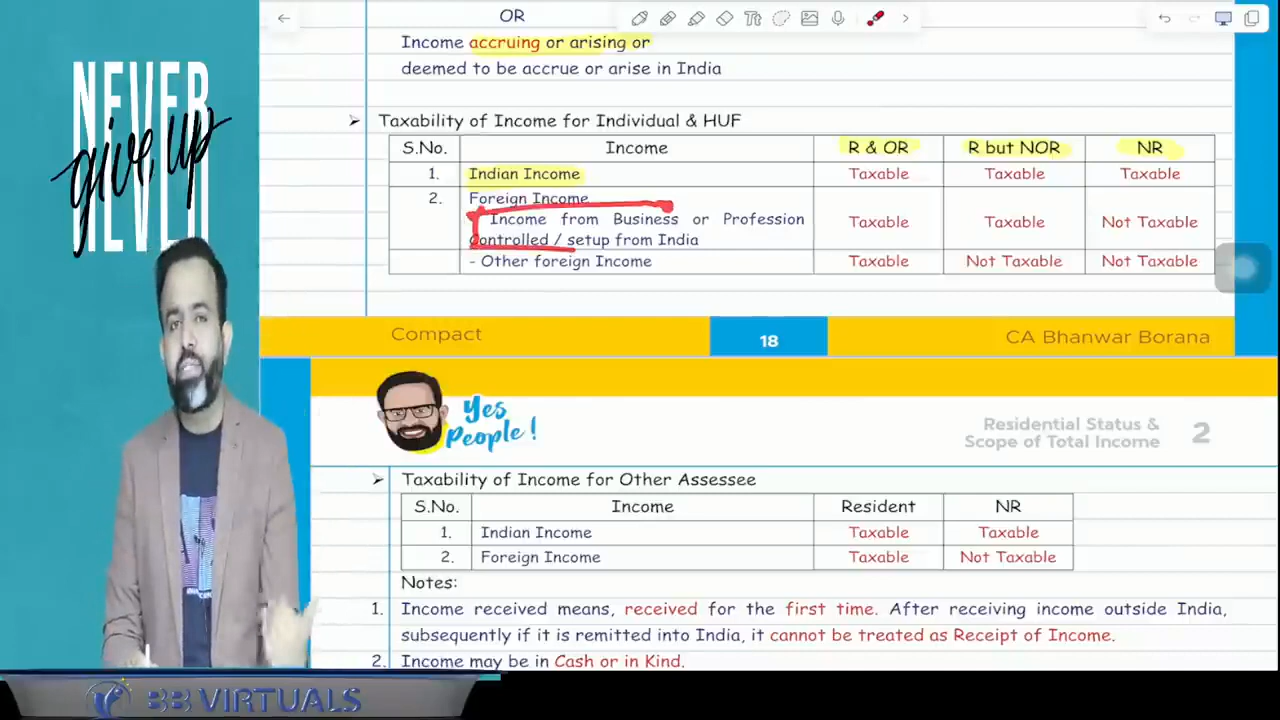 NEVER
give up
NEVER
OR
Income accruing or arising or
deemed to be accrue or arise in India
➢ Taxability of Income for Individual & HUF
S.No. Income R & OR R but NOR NR
1. Indian Income Taxable Taxable Taxable
2. Foreign Income
Income from Business or Profession
Controlled / setup from India Taxable Taxable Not Taxable
- Other foreign Income Taxable Not Taxable Not Taxable
Compact 18 CA Bhanwar Borana
Yes
People!
Residential Status &
Scope of Total Income 2
➢ Taxability of Income for Other Assessee
S.No. Income Resident NR
1. Indian Income Taxable Taxable
2. Foreign Income Taxable Not Taxable
Notes:
1. Income received means, received for the first time. After receiving income outside India,
subsequently if it is remitted into India, it cannot be treated as Receipt of Income.
2. Income may be in Cash or in Kind.
BB VIRTUALS